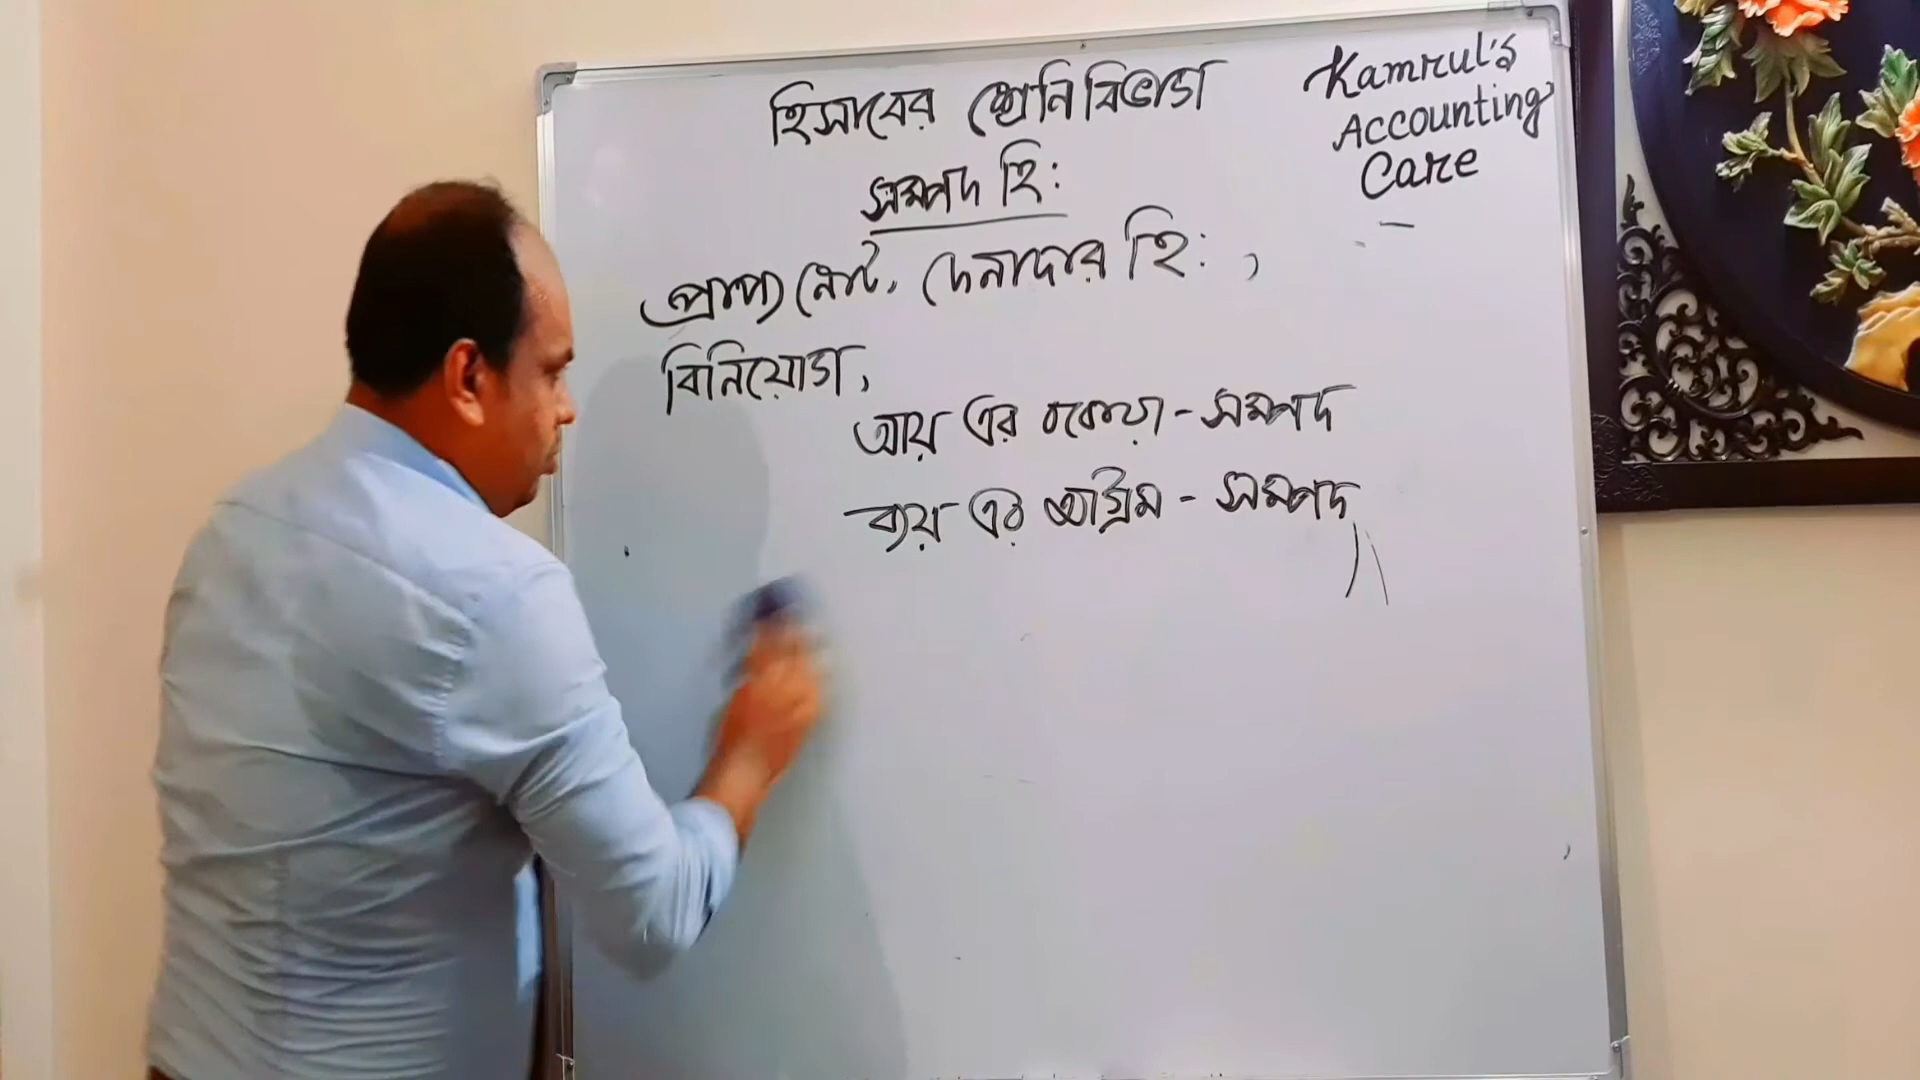 হিসাবের শ্রেনি বিভাগ
সম্পদ হি:
প্রাপ্য নোট, দেনাদার হি: ,
বিনিয়োগ,
আয় এর বকেয়া - সম্পদ
ব্যয় এর অগ্রিম - সম্পদ
Kamrul's
Accounting
Care